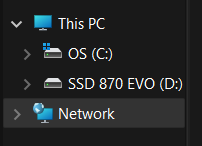 This PC
OS (C:)
SSD 870 EVO (D:)
Network